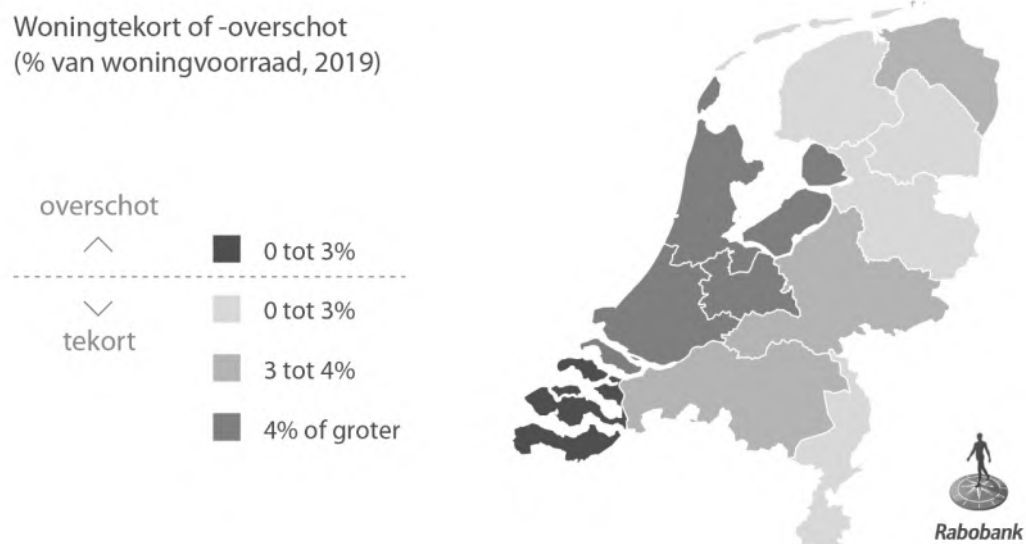 Woningtekort of -overschot
(% van woningvoorraad, 2019)
overschot
0 tot 3%
0 tot 3%
tekort
3 tot 4%
4% of groter
Rabobank